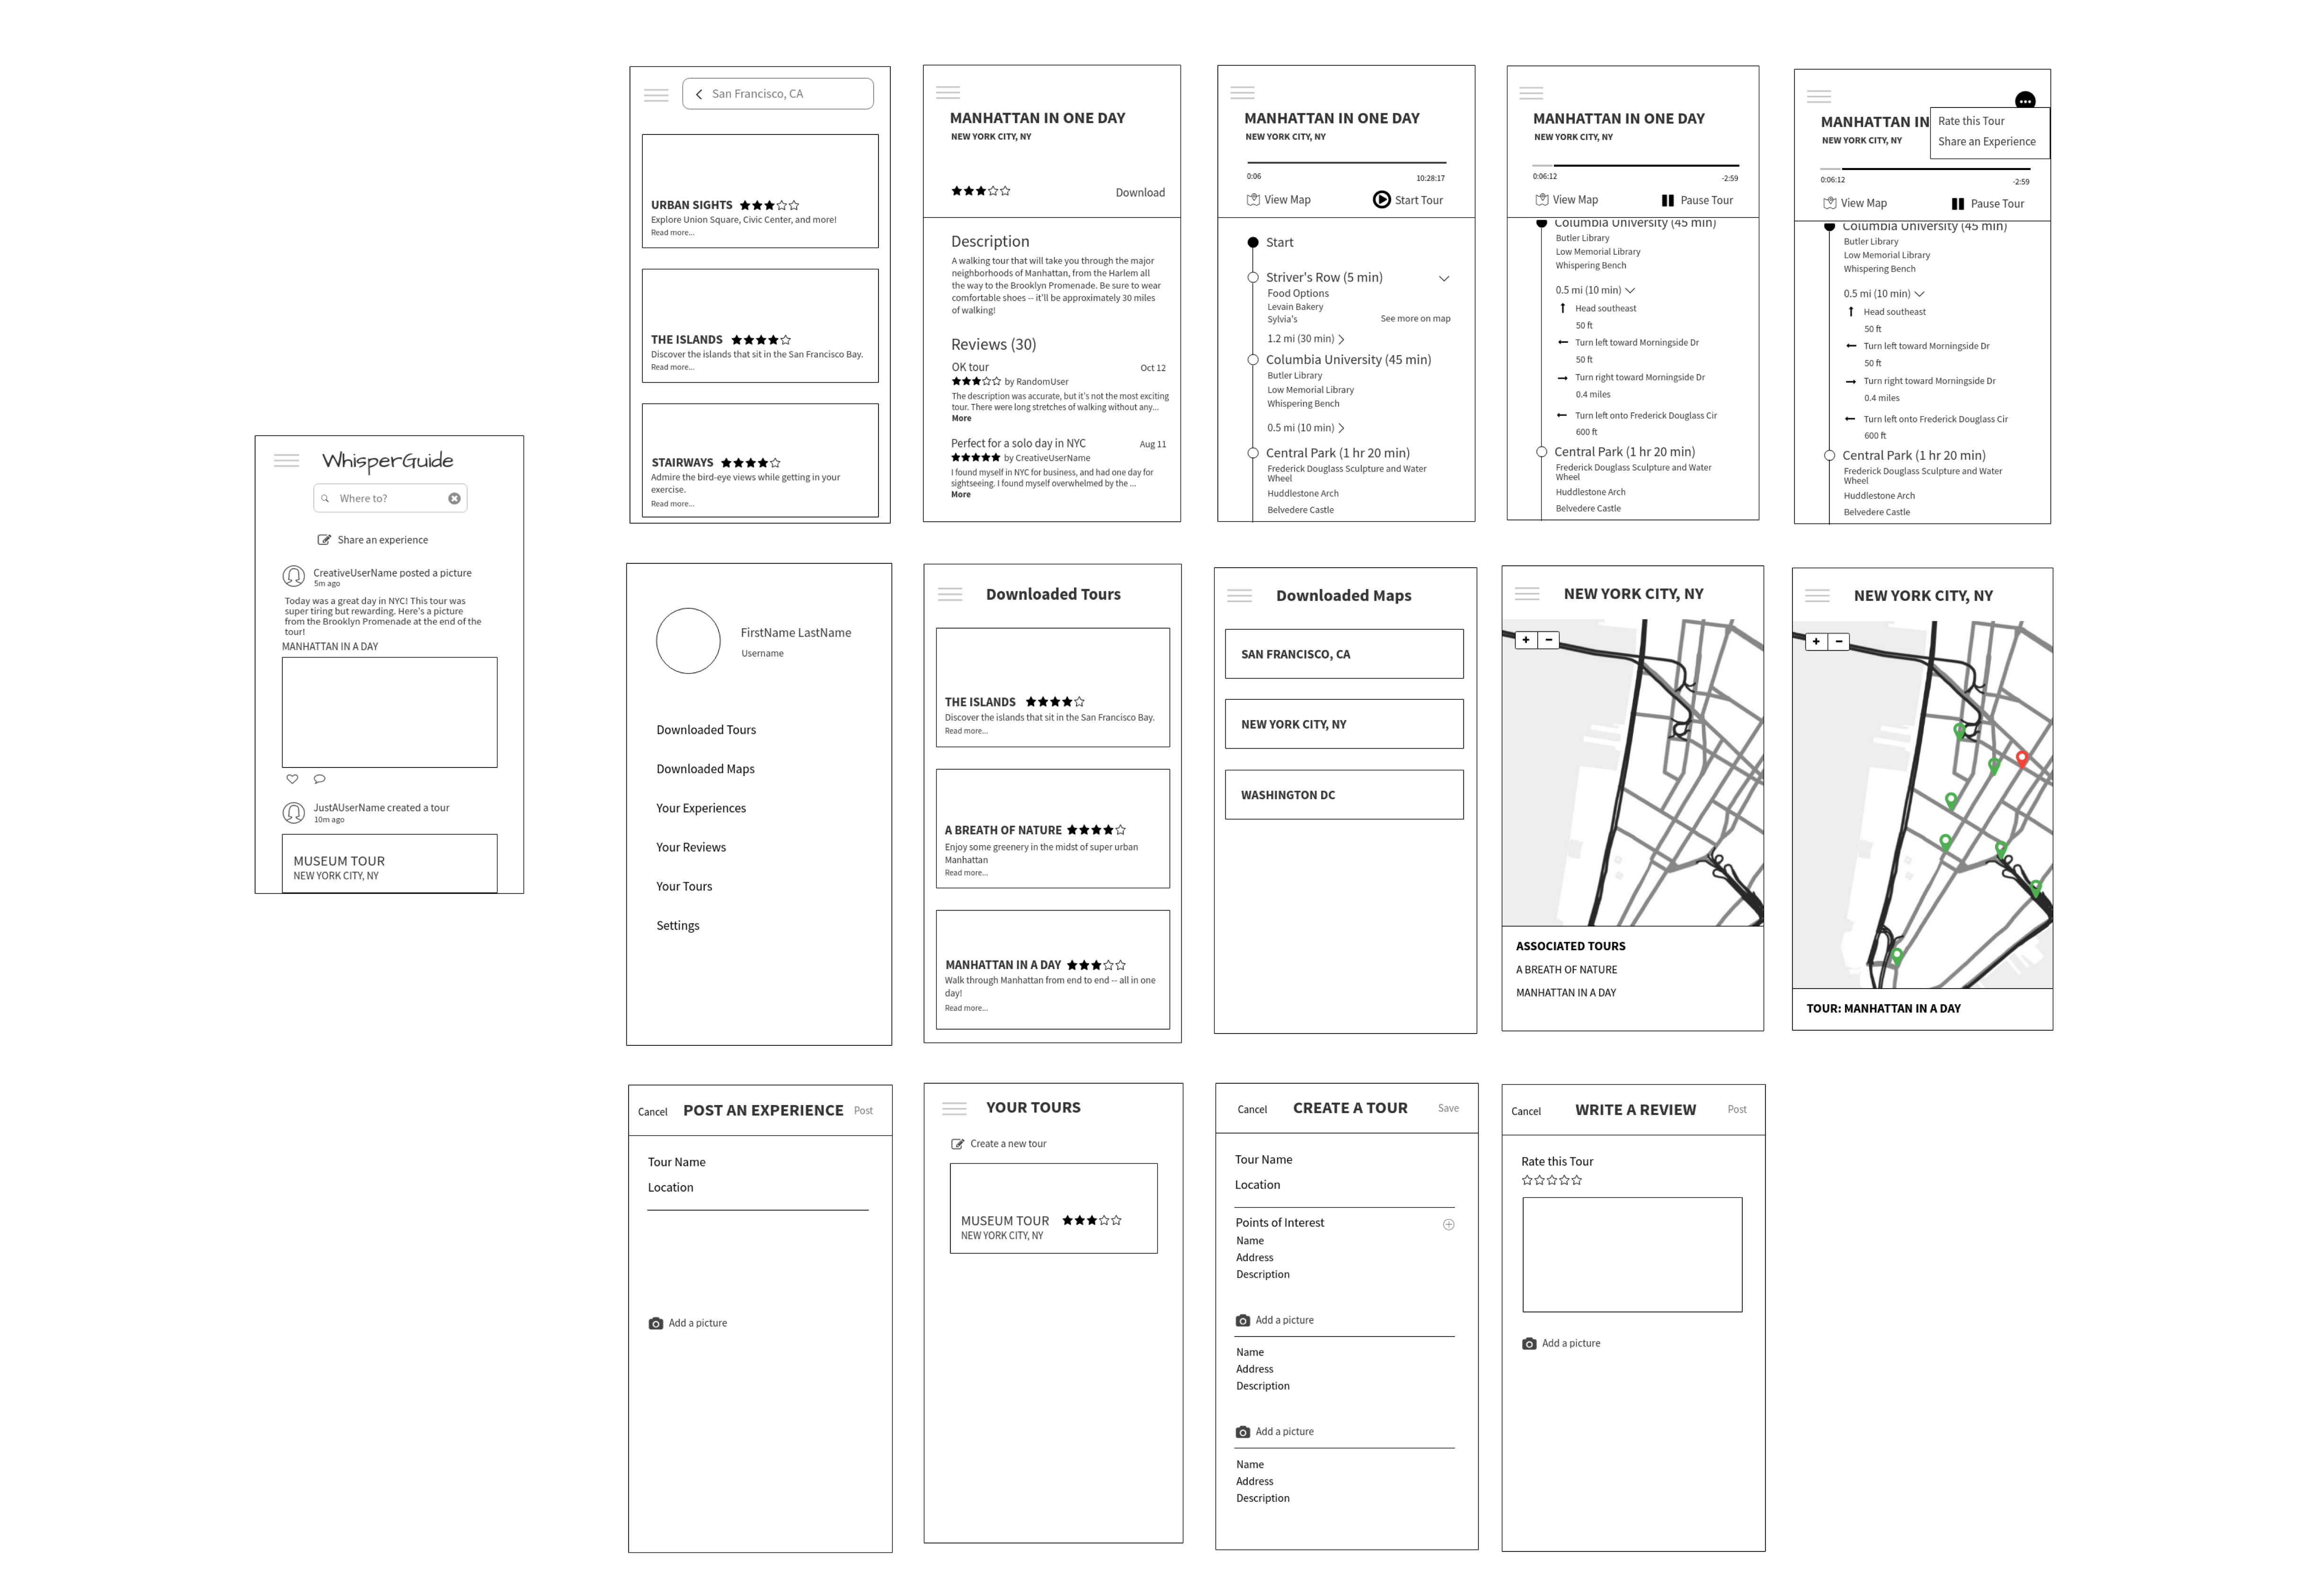 WhisperGuide
Where to?
Share an experience
CreativeUserName posted a picture
5m ago
Today was a great day in NYC! This tour was
super tiring but rewarding. Here's a picture
from the Brooklyn Promenade at the end of the
tour!
MANHATTAN IN A DAY
JustAUserName created a tour
10m ago
MUSEUM TOUR
NEW YORK CITY, NY
San Francisco, CA
URBAN SIGHTS
Explore Union Square, Civic Center, and more!
Read more...
THE ISLANDS
Discover the islands that sit in the San Francisco Bay.
Read more...
STAIRWAYS
Admire the bird-eye views while getting in your
exercise.
Read more...
MANHATTAN IN ONE DAY
NEW YORK CITY, NY
Download
Description
A walking tour that will take you through the major
neighborhoods of Manhattan, from the Harlem all
the way to the Brooklyn Promenade. Be sure to wear
comfortable shoes -- it'll be approximately 30 miles
of walking!
Reviews (30)
OK tour Oct 12
by RandomUser
The description was accurate, but it's not the most exciting
tour. There were long stretches of walking without any...
More
Perfect for a solo day in NYC Aug 11
by CreativeUserName
I found myself in NYC for business, and had one day for
sightseeing. I found myself overwhelmed by the ...
More
MANHATTAN IN ONE DAY
NEW YORK CITY, NY
0:06 10:28:17
View Map Start Tour
Start
Striver's Row (5 min)
Food Options
Levain Bakery
Sylvia's See more on map
1.2 mi (30 min)
Columbia University (45 min)
Butler Library
Low Memorial Library
Whispering Bench
0.5 mi (10 min)
Central Park (1 hr 20 min)
Frederick Douglass Sculpture and Water
Wheel
Huddlestone Arch
Belvedere Castle
MANHATTAN IN ONE DAY
NEW YORK CITY, NY
0:06:12 -2:59
View Map Pause Tour
Columbia University (45 min)
Butler Library
Low Memorial Library
Whispering Bench
0.5 mi (10 min)
Head southeast
50 ft
Turn left toward Morningside Dr
50 ft
Turn right toward Morningside Dr
0.4 miles
Turn left onto Frederick Douglass Cir
600 ft
Central Park (1 hr 20 min)
Frederick Douglass Sculpture and Water
Wheel
Huddlestone Arch
Belvedere Castle
MANHATTAN IN
NEW YORK CITY, NY
Rate this Tour
Share an Experience
0:06:12 -2:59
View Map Pause Tour
Columbia University (45 min)
Butler Library
Low Memorial Library
Whispering Bench
0.5 mi (10 min)
Head southeast
50 ft
Turn left toward Morningside Dr
50 ft
Turn right toward Morningside Dr
0.4 miles
Turn left onto Frederick Douglass Cir
600 ft
Central Park (1 hr 20 min)
Frederick Douglass Sculpture and Water
Wheel
Huddlestone Arch
Belvedere Castle
FirstName LastName
Username
Downloaded Tours
Downloaded Maps
Your Experiences
Your Reviews
Your Tours
Settings
Downloaded Tours
THE ISLANDS
Discover the islands that sit in the San Francisco Bay.
Read more...
A BREATH OF NATURE
Enjoy some greenery in the midst of super urban
Manhattan
Read more...
MANHATTAN IN A DAY
Walk through Manhattan from end to end -- all in one
day!
Read more...
Downloaded Maps
SAN FRANCISCO, CA
NEW YORK CITY, NY
WASHINGTON DC
NEW YORK CITY, NY
+ −
ASSOCIATED TOURS
A BREATH OF NATURE
MANHATTAN IN A DAY
NEW YORK CITY, NY
+ −
TOUR: MANHATTAN IN A DAY
Cancel POST AN EXPERIENCE Post
Tour Name
Location
Add a picture
YOUR TOURS
Create a new tour
MUSEUM TOUR
NEW YORK CITY, NY
Cancel CREATE A TOUR Save
Tour Name
Location
Points of Interest
Name
Address
Description
Add a picture
Name
Address
Description
Add a picture
Name
Address
Description
Cancel WRITE A REVIEW Post
Rate this Tour
Add a picture